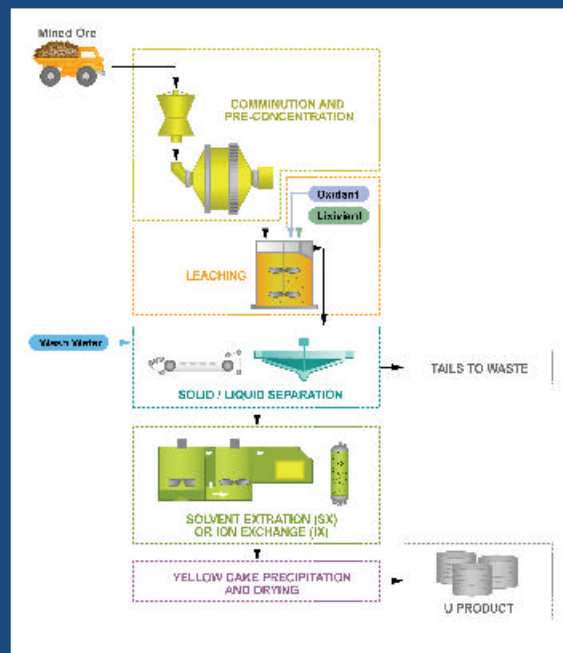 Mined Ore
COMMINUTION AND
PRE-CONCENTRATION
Oxidant
Lixiviant
LEACHING
Wash Water
TAILS TO WASTE
SOLID / LIQUID SEPARATION
SOLVENT EXTRATION (SX)
OR ION EXCHANGE (IX)
YELLOW CAKE PRECIPITATION
AND DRYING
U PRODUCT